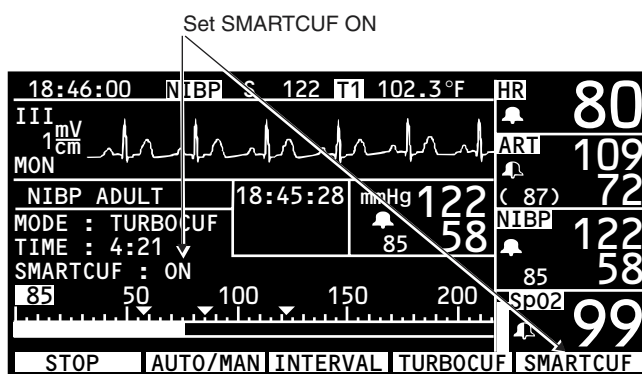 Set SMARTCUF ON
18:46:00 NIBP S 122 T1 102.3°F
HR 80
III
1 mV/cm
MON
ART 109
( 87) 72
NIBP ADULT
18:45:28
mmHg 122
85 58
MODE : TURBOCUF
TIME : 4:21
SMARTCUF : ON
NIBP 122
85 58
85 50 100 150 200
SpO2 99
STOP AUTO/MAN INTERVAL TURBOCUF SMARTCUF